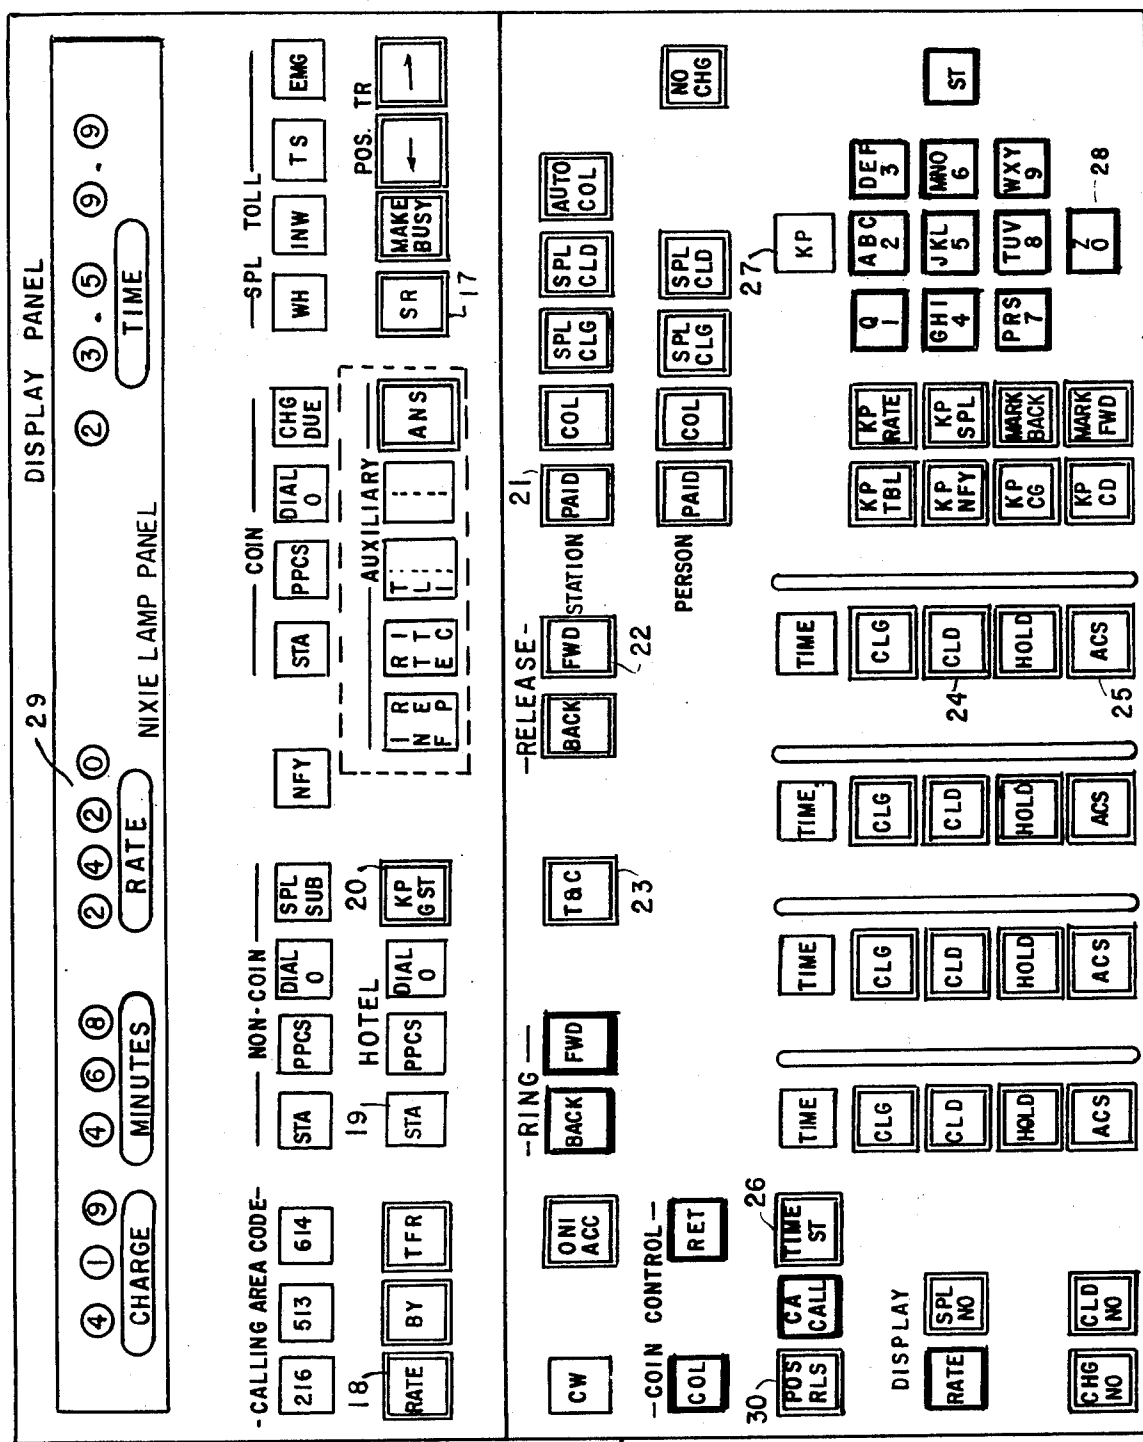 DISPLAY PANEL
29
4 1 9 4 6 8 2 4 2 0 2 3 - 5 9 - 9
CHARGE MINUTES RATE TIME
NIXIE LAMP PANEL
-CALLING AREA CODE- NON-COIN COIN SPL TOLL
216 513 614 STA PPCS DIAL 0 SPL SUB NFY STA PPCS DIAL 0 CHG DUE WH INW TS EMG
18 19 HOTEL 20 AUXILIARY POS. TR
RATE BY TFR STA PPCS DIAL 0 KP GST INF REP RTE ITC TLI ANS SR MAKE BUSY ← →
17
-RING- -RELEASE- 21
CW ONI ACC BACK FWD T&C BACK FWD STATION PAID COL SPL CLG SPL CLD AUTO COL
23 22
-COIN CONTROL-
COL RET PERSON PAID COL SPL CLG SPL CLD NO CHG
30 26 27
POS RLS CA CALL TIME ST TIME TIME TIME TIME KP
CLG CLG CLG CLG KP TBL KP RATE Q 1 ABC 2 DEF 3
DISPLAY
RATE SPL NO CLD CLD CLD CLD KP NFY KP SPL GHI 4 JKL 5 MNO 6 ST
24
HOLD HOLD HOLD HOLD KP CG MARK BACK PRS 7 TUV 8 WXY 9
CHG NO CLD NO ACS ACS ACS ACS KP CD MARK FWD Z 0
25 28